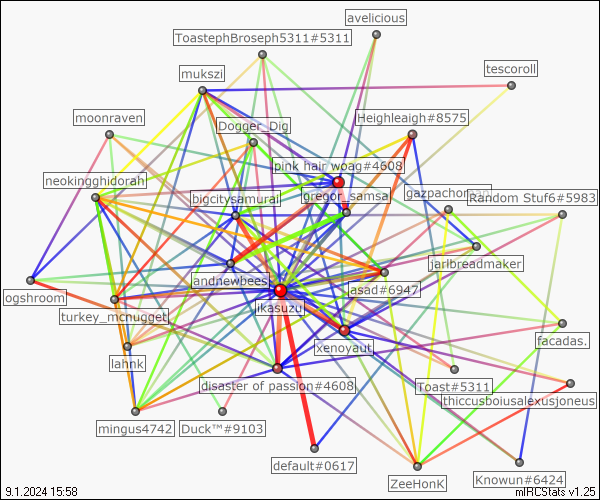 avelicious
ToastephBroseph5311#5311
tescoroll
mukszi
moonraven
Heighleaigh#8575
Dogger_Dig
pink hair woag#4608
neokingghidorah
bigcitysamurai
gregor_samsa
Random Stuf6#5983
jarlbreadmaker
andnewbees
ogshroom
ikasuzu
asad#6947
turkey_mcnugget
facadas.
xenoyaut
lahnk
disaster of passion#4608
Toast#5311
thiccusboiusalexusjoneus
mingus4742
Duck™#9103
default#0617
ZeeHonK
Knowun#6424
9.1.2024 15:58
mIRCStats v1.25